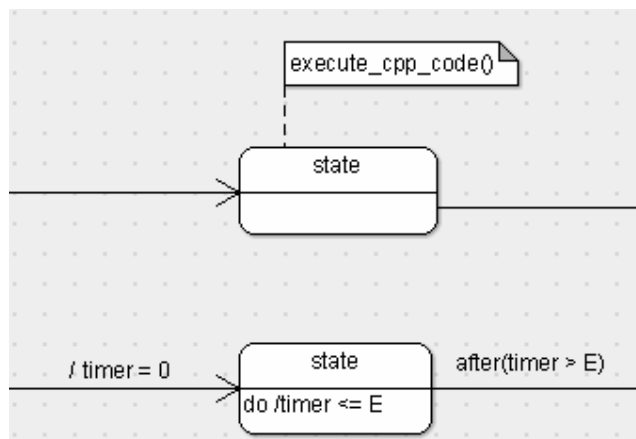 execute_cpp_code()
state
/ timer = 0
state
after(timer > E)
do /timer <= E